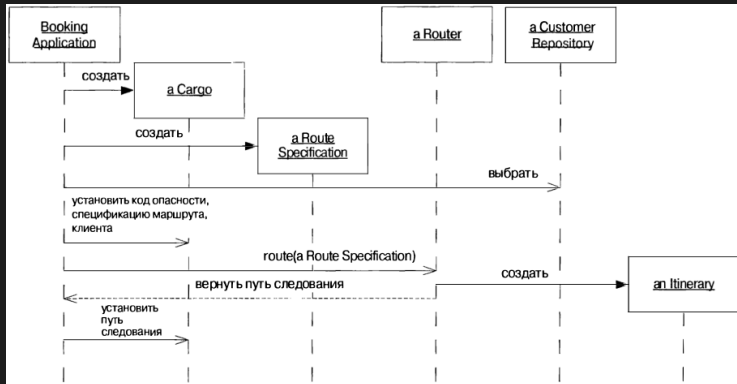 Booking
Application
a Router
a Customer
Repository
создать
a Cargo
создать
a Route
Specification
выбрать
установить код опасности,
спецификацию маршрута,
клиента
route(a Route Specification)
вернуть путь следования
создать
an Itinerary
установить
путь
следования